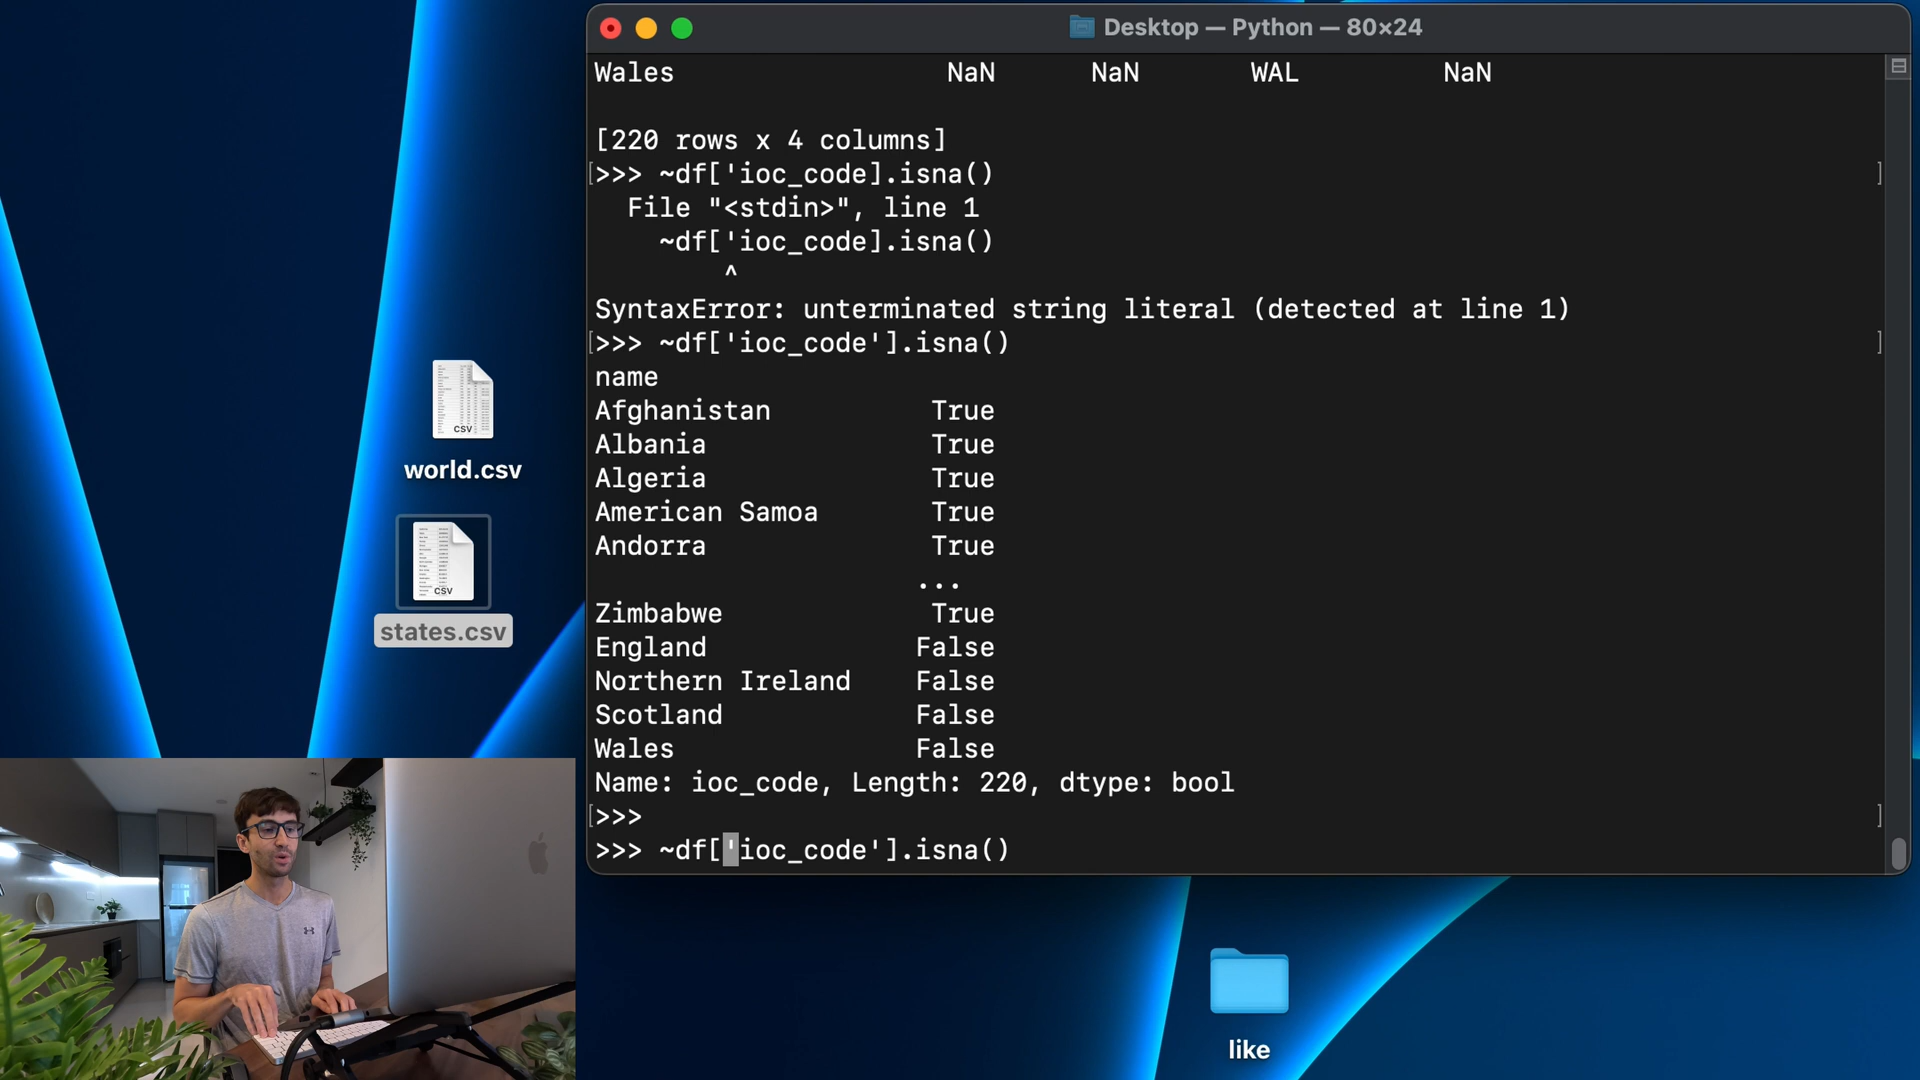 Desktop — Python — 80×24
Wales NaN NaN WAL NaN
[220 rows x 4 columns]
[>>> ~df['ioc_code].isna() ]
File "<stdin>", line 1
~df['ioc_code].isna()
^
SyntaxError: unterminated string literal (detected at line 1)
[>>> ~df['ioc_code'].isna() ]
name
Afghanistan True
Albania True
Algeria True
American Samoa True
Andorra True
...
Zimbabwe True
England False
Northern Ireland False
Scotland False
Wales False
Name: ioc_code, Length: 220, dtype: bool
[>>> ]
>>> ~df['ioc_code'].isna()
CSV
world.csv
CSV
states.csv
like